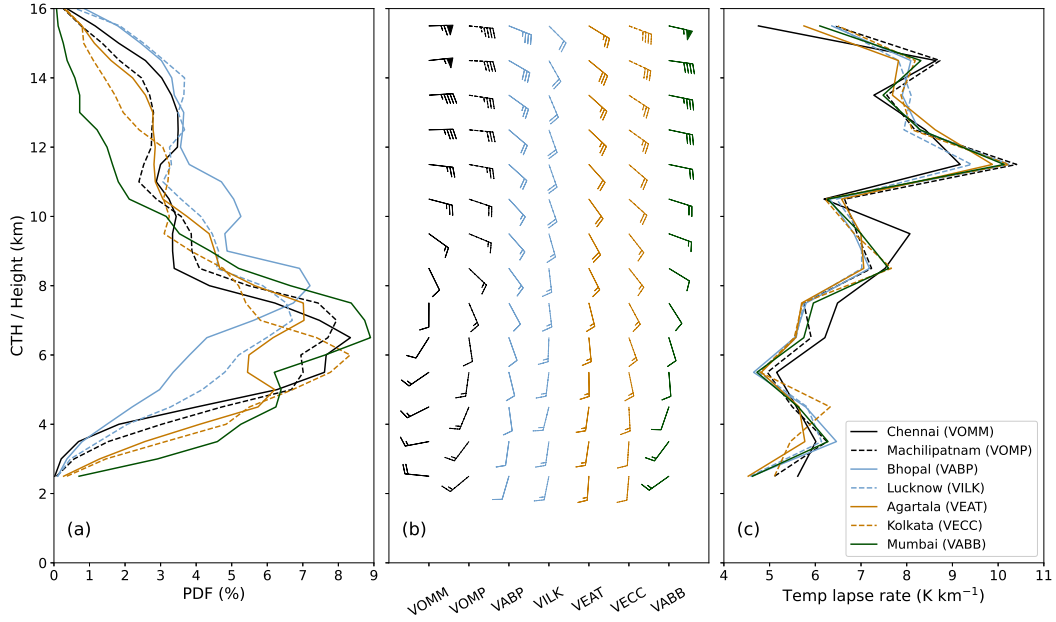 16
14
12
10
8
6
4
2
0
CTH / Height (km)
(a)
0 1 2 3 4 5 6 7 8 9
PDF (%)
(b)
VOMM VOMP VABP VILK VEAT VECC VABB
(c)
Chennai (VOMM)
Machilipatnam (VOMP)
Bhopal (VABP)
Lucknow (VILK)
Agartala (VEAT)
Kolkata (VECC)
Mumbai (VABB)
4 5 6 7 8 9 10 11
Temp lapse rate (K km⁻¹)